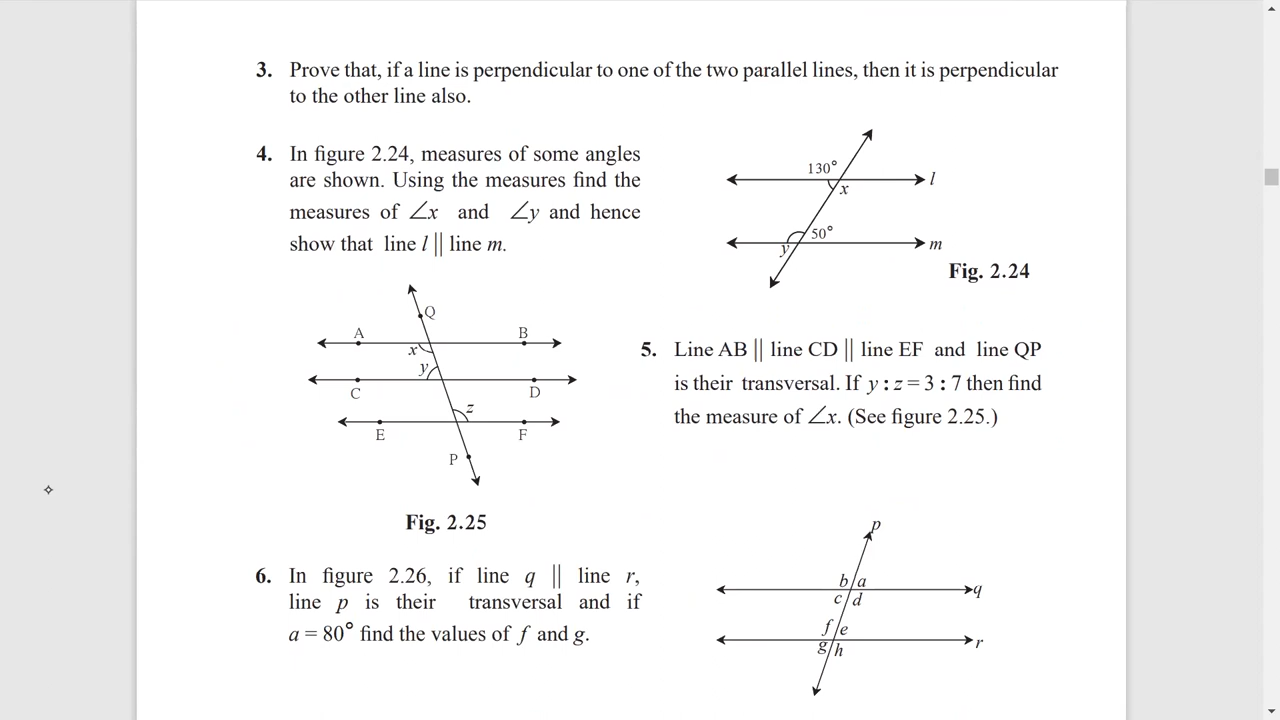 3. Prove that, if a line is perpendicular to one of the two parallel lines, then it is perpendicular
to the other line also.
4. In figure 2.24, measures of some angles
are shown. Using the measures find the
measures of ∠x and ∠y and hence
show that line l || line m.
130°
x
l
50°
y
m
Fig. 2.24
Q
A
B
x
y
C
D
z
E
F
P
Fig. 2.25
5. Line AB || line CD || line EF and line QP
is their transversal. If y : z = 3 : 7 then find
the measure of ∠x. (See figure 2.25.)
6. In figure 2.26, if line q || line r,
line p is their transversal and if
a = 80° find the values of f and g.
p
b a
q
c d
f e
r
g h